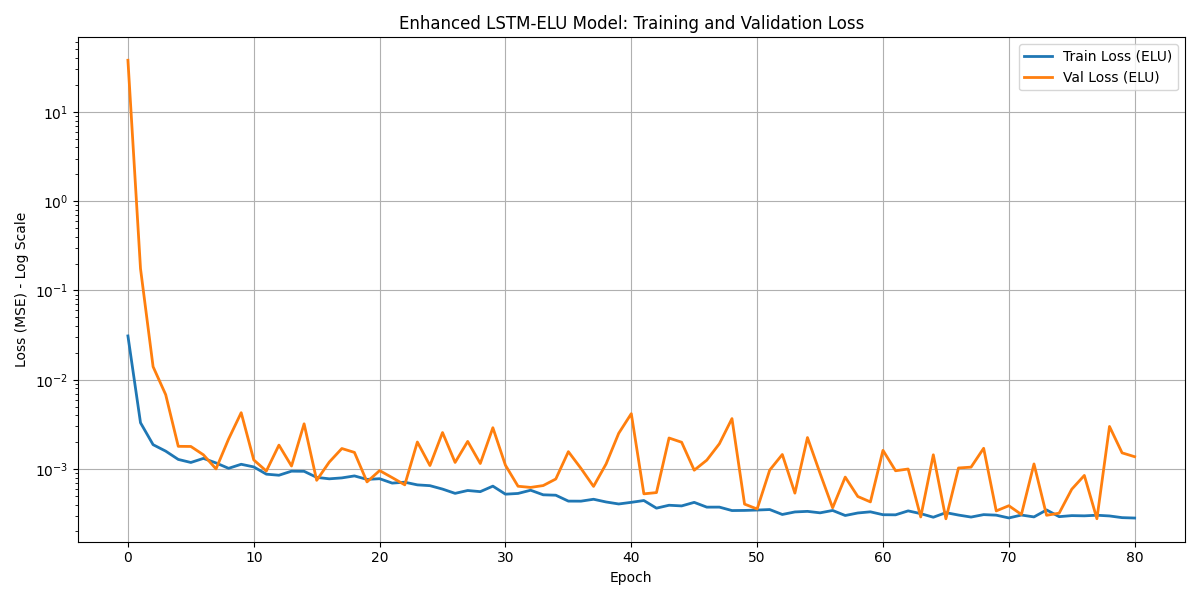 Enhanced LSTM-ELU Model: Training and Validation Loss
Train Loss (ELU)
Val Loss (ELU)
Loss (MSE) - Log Scale
10¹
10⁰
10⁻¹
10⁻²
10⁻³
0 10 20 30 40 50 60 70 80
Epoch